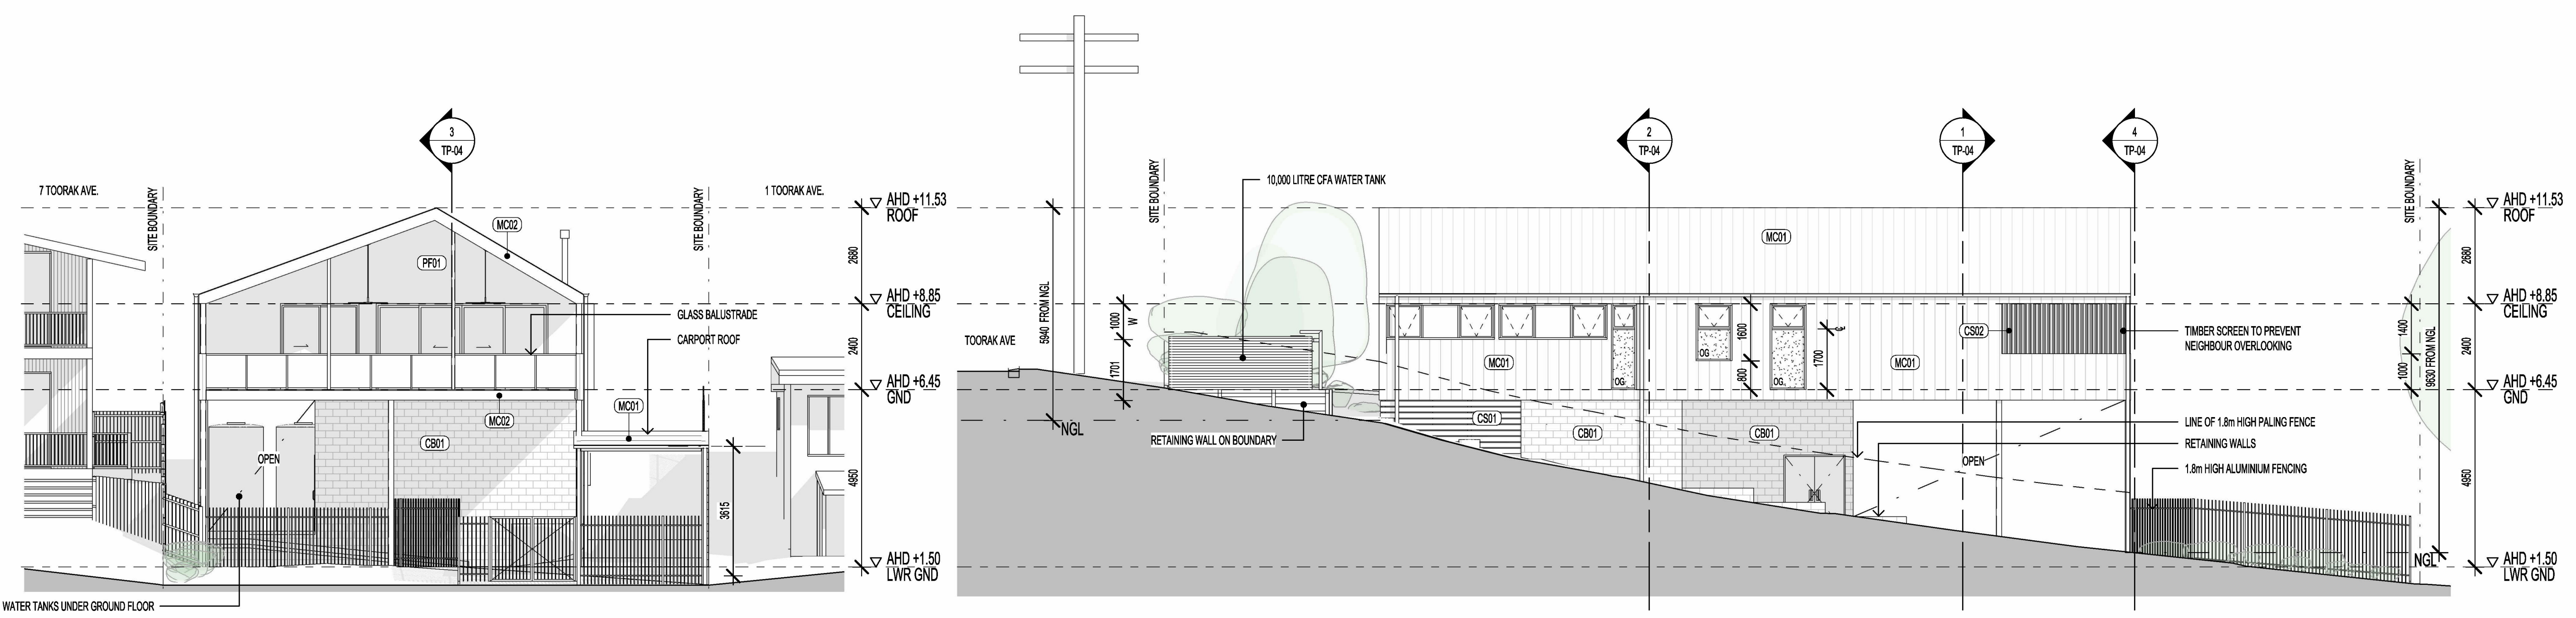 3
TP-04
7 TOORAK AVE.
SITE BOUNDARY
SITE BOUNDARY
1 TOORAK AVE.
MC02
PF01
GLASS BALUSTRADE
CARPORT ROOF
MC01
MC02
CB01
OPEN
3615
WATER TANKS UNDER GROUND FLOOR
AHD +11.53
ROOF
2680
AHD +8.85
CEILING
2400
AHD +6.45
GND
4950
AHD +1.50
LWR GND
2
TP-04
1
TP-04
4
TP-04
SITE BOUNDARY
10,000 LITRE CFA WATER TANK
5940 FROM NGL
TOORAK AVE
1000
W
1701
NGL
RETAINING WALL ON BOUNDARY
MC01
MC01
OG
OG
1600
800
1700
MC01
CS02
CS01
CB01
CB01
OPEN
TIMBER SCREEN TO PREVENT
NEIGHBOUR OVERLOOKING
LINE OF 1.8m HIGH PALING FENCE
RETAINING WALLS
1.8m HIGH ALUMINIUM FENCING
SITE BOUNDARY
1400
1000
9630 FROM NGL
NGL
AHD +11.53
ROOF
2680
AHD +8.85
CEILING
2400
AHD +6.45
GND
4950
AHD +1.50
LWR GND